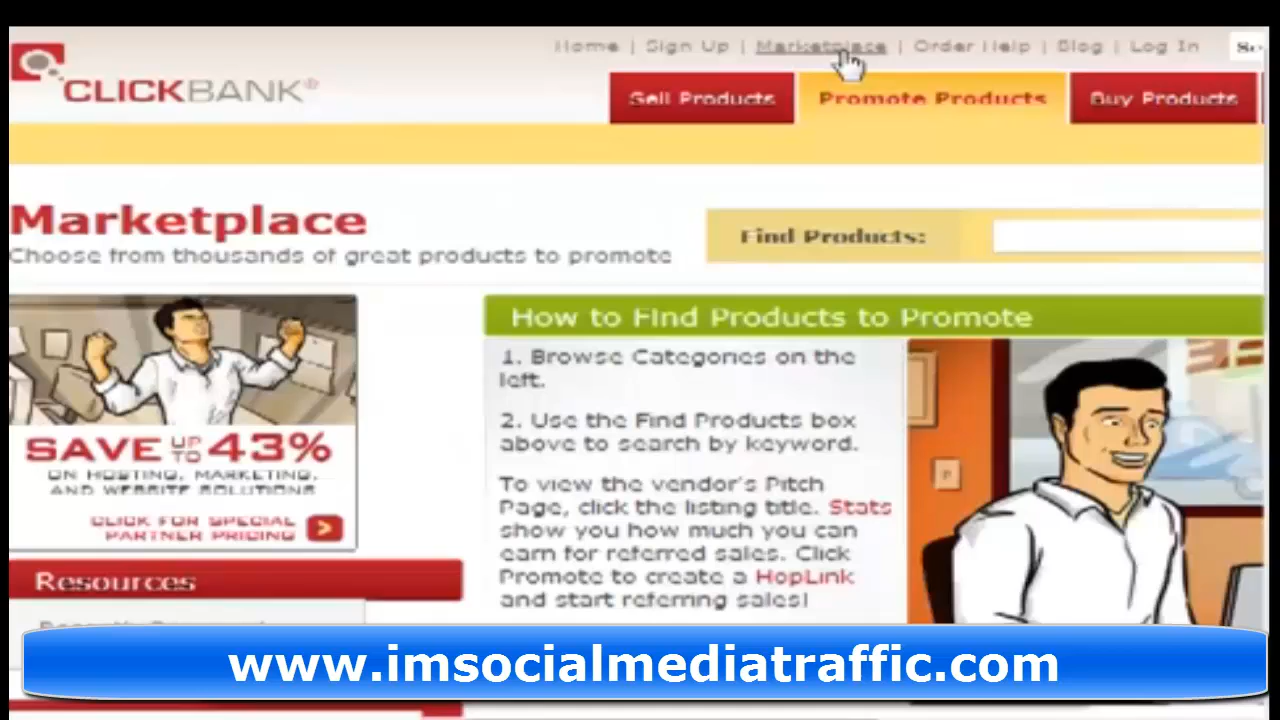 Home | Sign Up | Marketplace | Order Help | Blog | Log In
CLICKBANK®
Sell Products
Promote Products
Buy Products
Marketplace
Choose from thousands of great products to promote
Find Products:
SAVE UP TO 43%
ON HOSTING, MARKETING,
AND WEBSITE SOLUTIONS
CLICK FOR SPECIAL
PARTNER PRICING
Resources
How to Find Products to Promote
1. Browse Categories on the
left.
2. Use the Find Products box
above to search by keyword.
To view the vendor's Pitch
Page, click the listing title. Stats
show you how much you can
earn for referred sales. Click
Promote to create a HopLink
and start referring sales!
www.imsocialmediatraffic.com